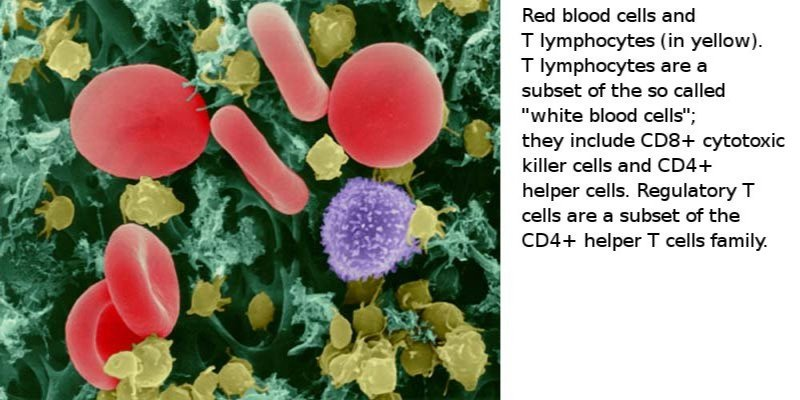 Red blood cells and
T lymphocytes (in yellow).
T lymphocytes are a
subset of the so called
"white blood cells";
they include CD8+ cytotoxic
killer cells and CD4+
helper cells. Regulatory T
cells are a subset of the
CD4+ helper T cells family.